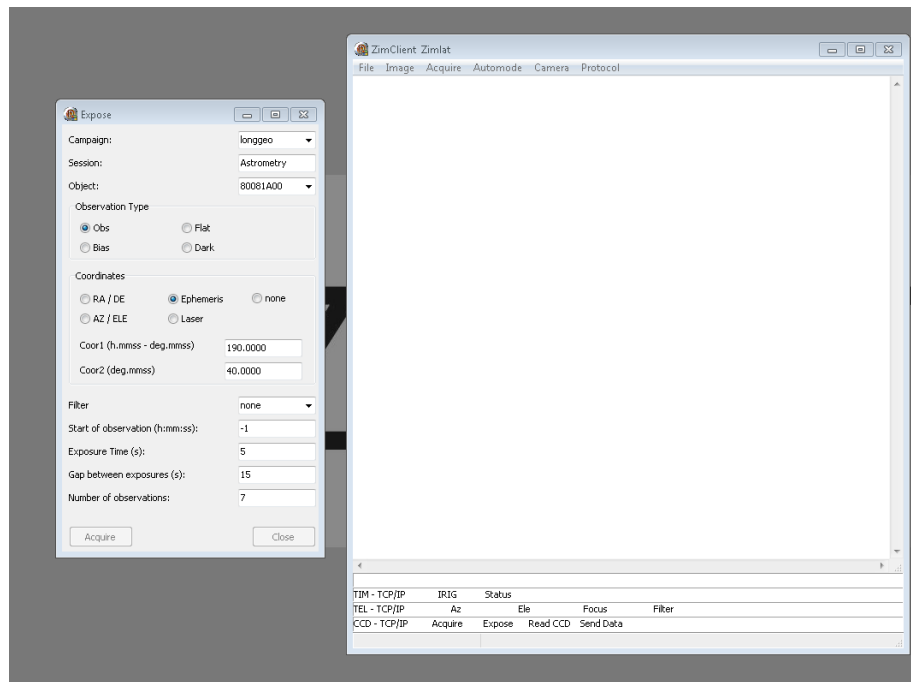 ZimClient Zimlat
File Image Acquire Automode Camera Protocol
Expose
Campaign: longgeo
Session: Astrometry
Object: 80081A00
Observation Type
Obs Flat
Bias Dark
Coordinates
RA / DE Ephemeris none
AZ / ELE Laser
Coor1 (h.mmss - deg.mmss) 190.0000
Coor2 (deg.mmss) 40.0000
Filter none
Start of observation (h:mm:ss): -1
Exposure Time (s): 5
Gap between exposures (s): 15
Number of observations: 7
Acquire Close
TIM - TCP/IP IRIG Status
TEL - TCP/IP Az Ele Focus Filter
CCD - TCP/IP Acquire Expose Read CCD Send Data